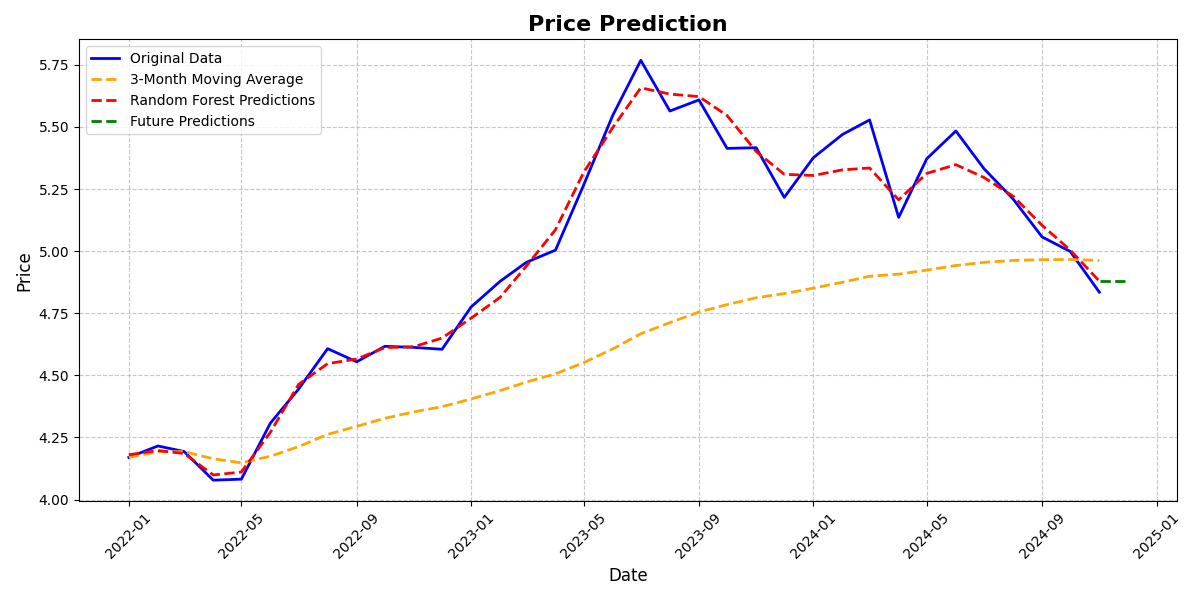 Price Prediction
Original Data
3-Month Moving Average
Random Forest Predictions
Future Predictions
Price
5.75
5.50
5.25
5.00
4.75
4.50
4.25
4.00
2022-01
2022-05
2022-09
2023-01
2023-05
2023-09
2024-01
2024-05
2024-09
2025-01
Date